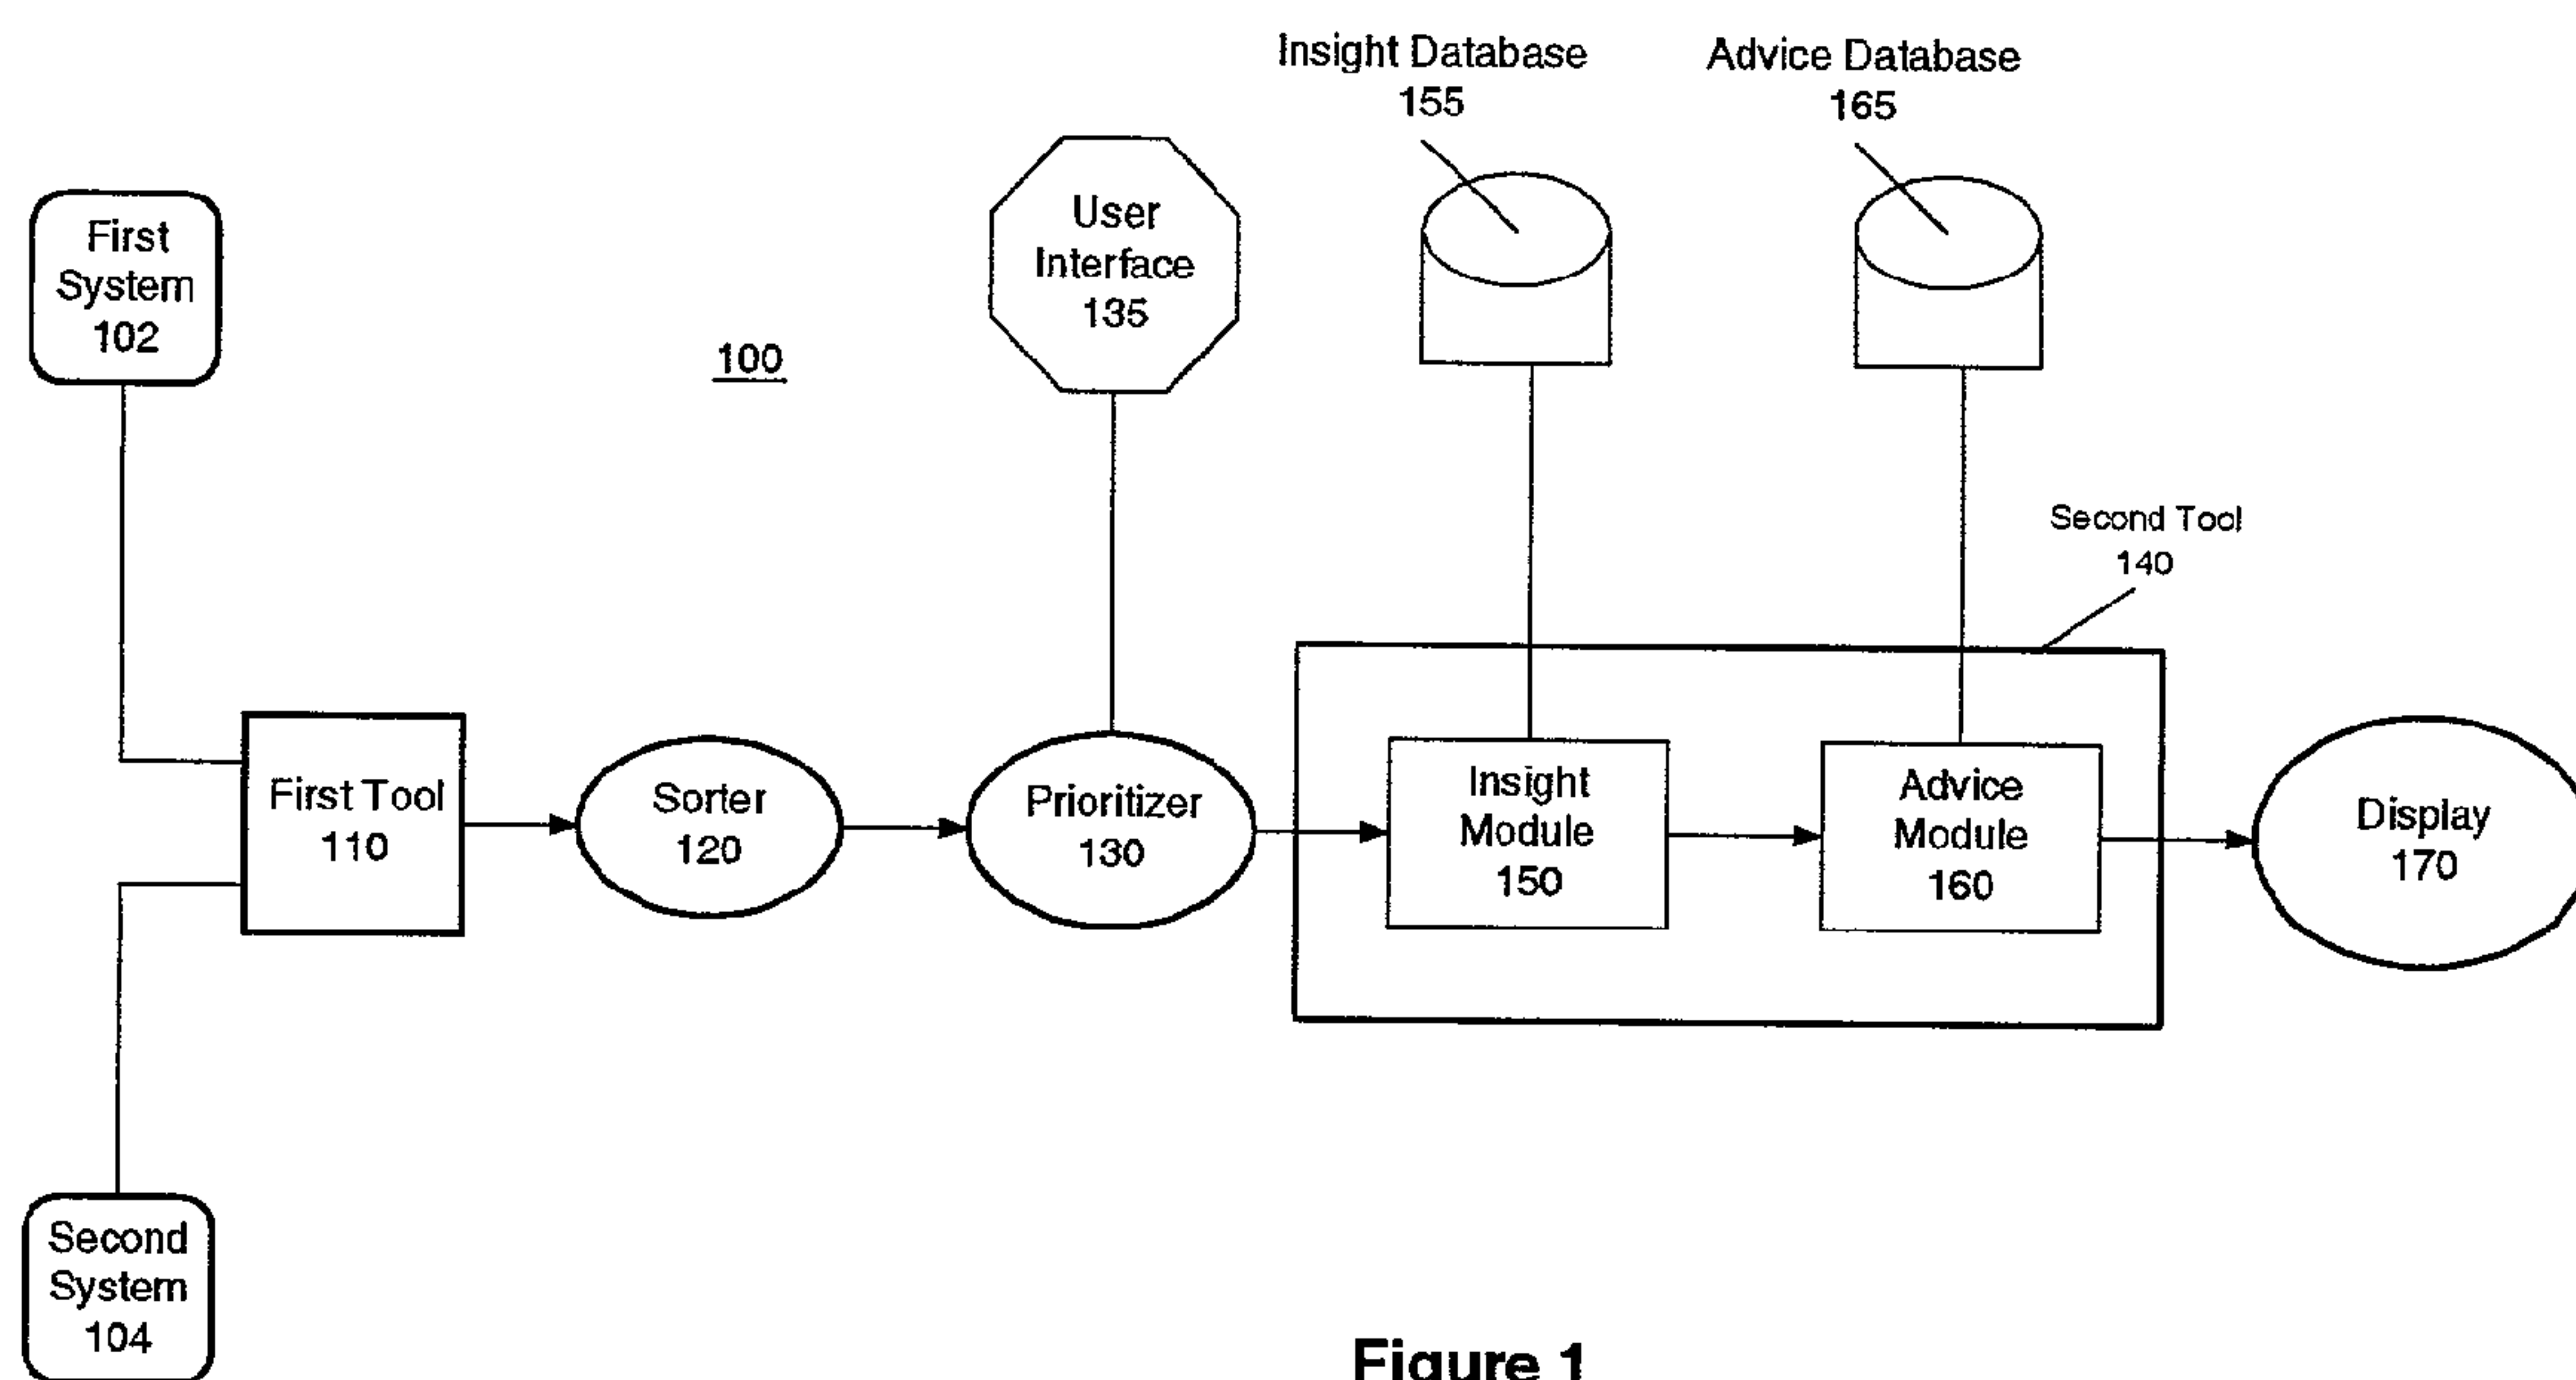 Insight Database
155
Advice Database
165
First
System
102
User
Interface
135
100
Second Tool
140
First Tool
110
Sorter
120
Prioritizer
130
Insight
Module
150
Advice
Module
160
Display
170
Second
System
104
Figure 1